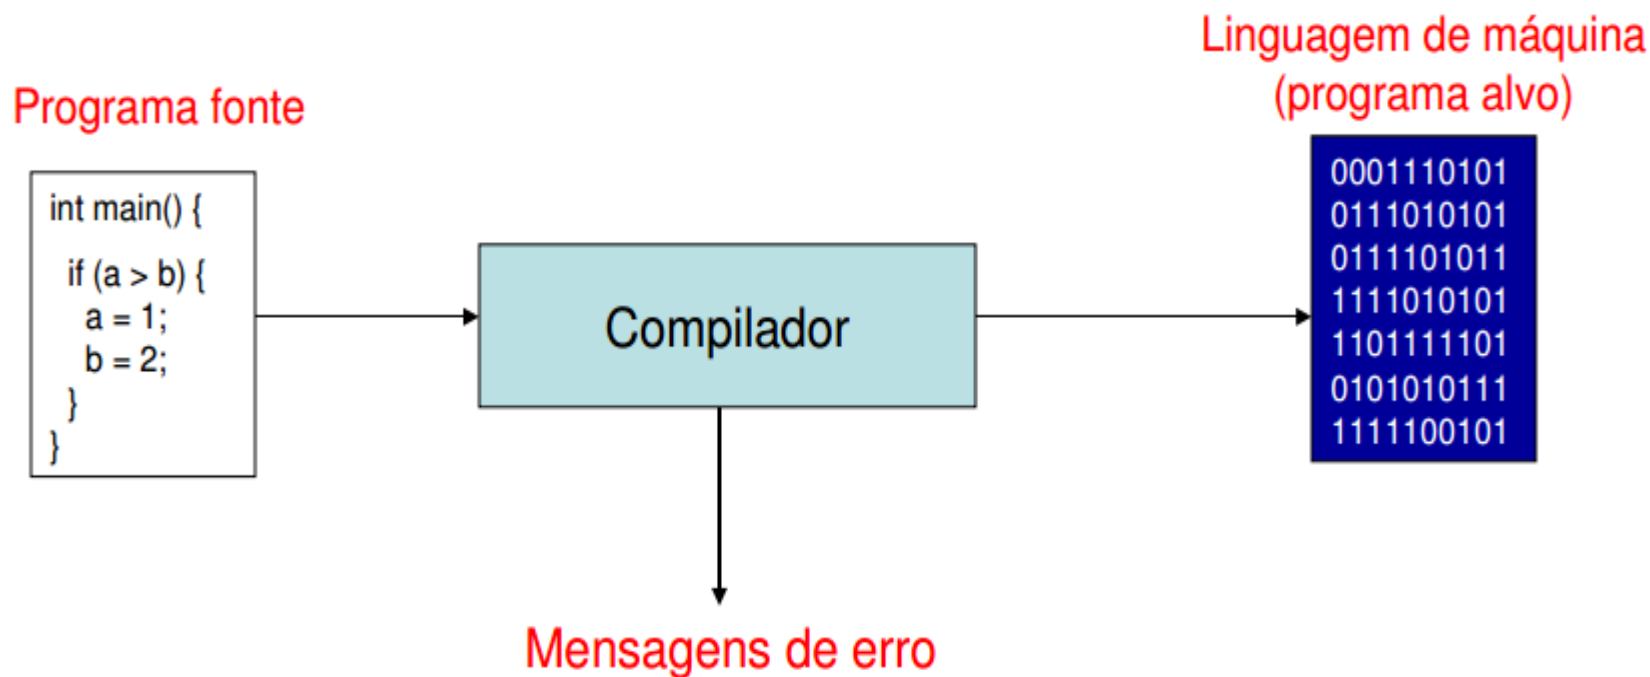 Programa fonte
int main() {
if (a > b) {
a = 1;
b = 2;
}
}
Compilador
Mensagens de erro
Linguagem de máquina
(programa alvo)
0001110101
0111010101
0111101011
1111010101
1101111101
0101010111
1111100101